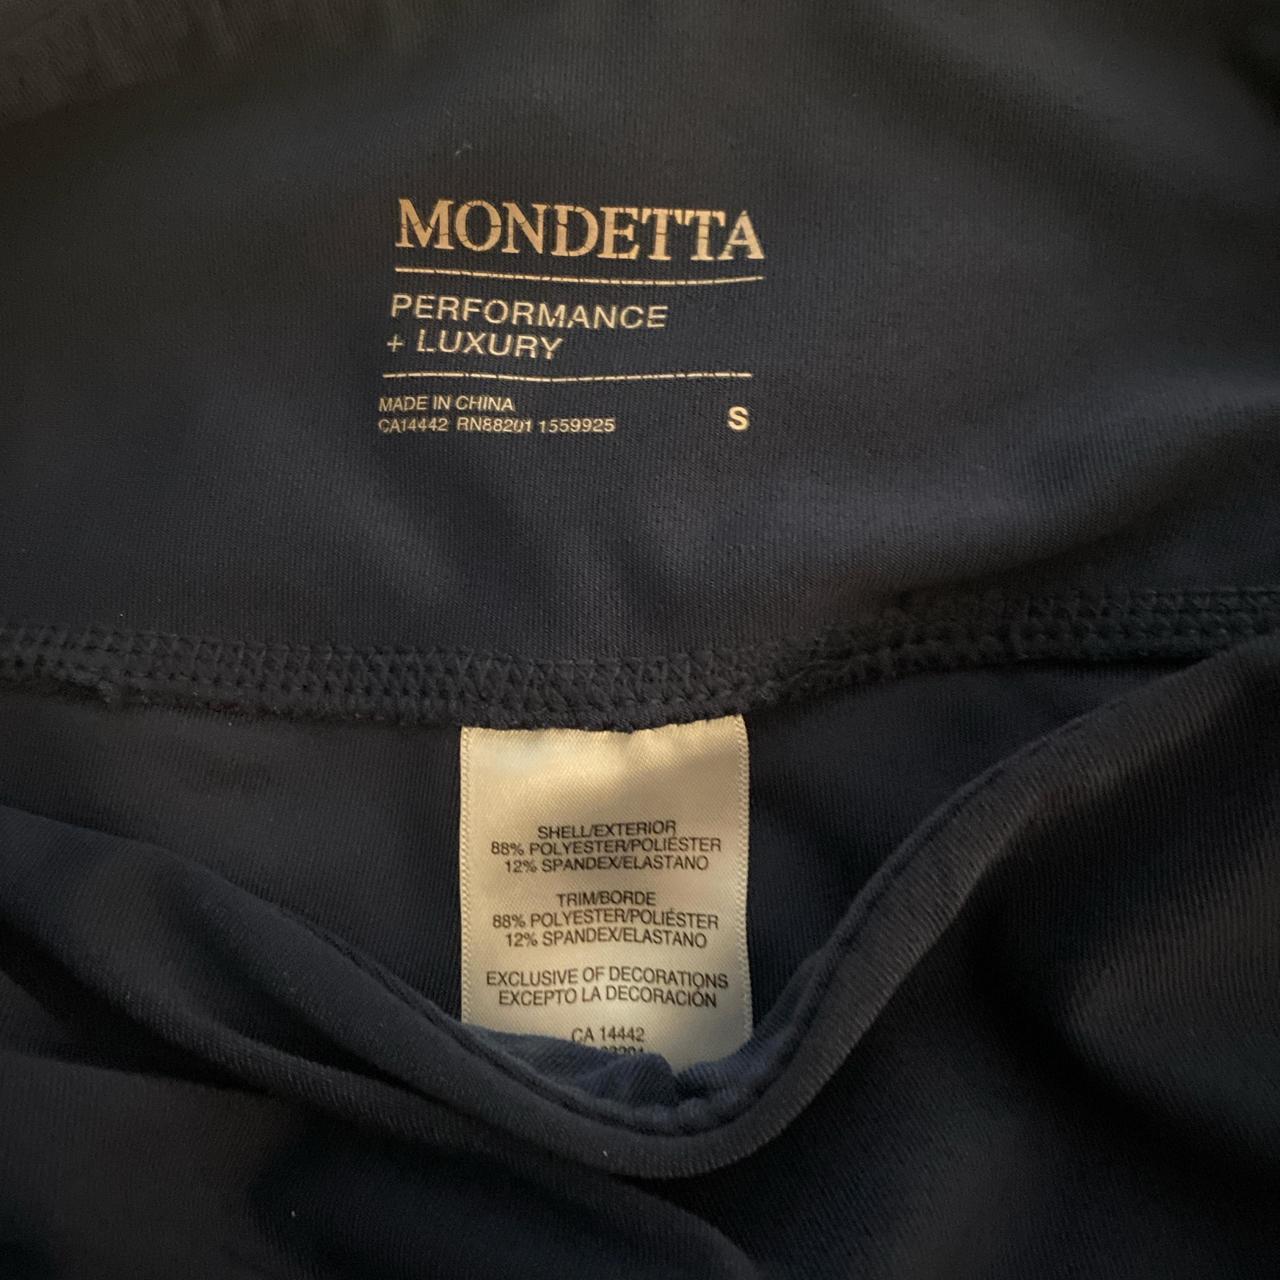 MONDETTA
PERFORMANCE
+ LUXURY
MADE IN CHINA
CA14442 RN88201 1559925
S
SHELL/EXTERIOR
88% POLYESTER/POLIÉSTER
12% SPANDEX/ELASTANO
TRIM/BORDE
88% POLYESTER/POLIÉSTER
12% SPANDEX/ELASTANO
EXCLUSIVE OF DECORATIONS
EXCEPTO LA DECORACIÓN
CA 14442